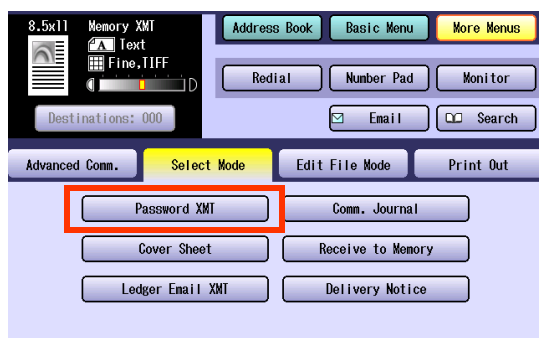 8.5x11 Memory XMT
A Text
Fine,TIFF
D
Destinations: 000
Address Book Basic Menu More Menus
Redial Number Pad Monitor
Email Search
Advanced Comm. Select Mode Edit File Mode Print Out
Password XMT Comm. Journal
Cover Sheet Receive to Memory
Ledger Email XMT Delivery Notice